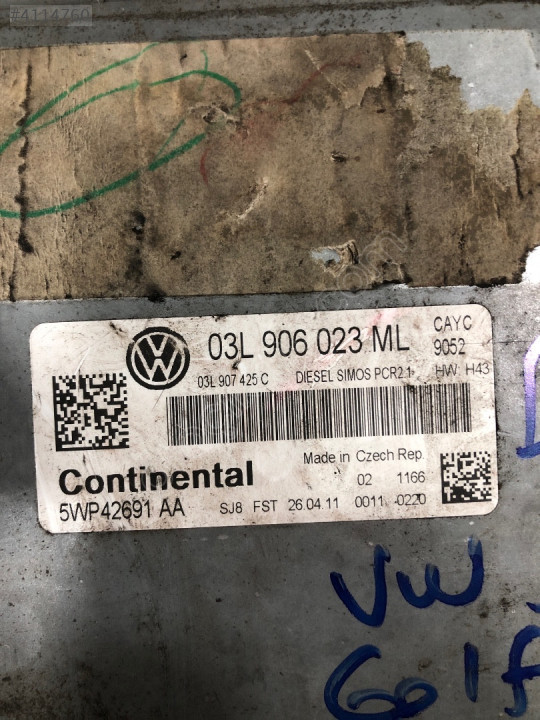 #4114760
03L 906 023 ML
CAYC
9052
03L 907 425 C DIESEL SIMOS PCR2.1 HW H43
Made in Czech Rep.
Continental
02 1166
5WP42691 AA SJ8 FST 26.04.11 0011 0220
VW
Golf